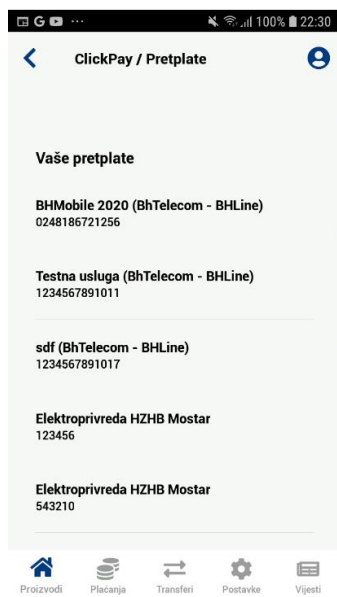 G ... 100% 22:30
ClickPay / Pretplate
Vaše pretplate
BHMobile 2020 (BhTelecom - BHLine)
0248186721256
Testna usluga (BhTelecom - BHLine)
1234567891011
sdf (BhTelecom - BHLine)
1234567891017
Elektroprivreda HZHB Mostar
123456
Elektroprivreda HZHB Mostar
543210
Proizvodi Plaćanja Transferi Postavke Vijesti